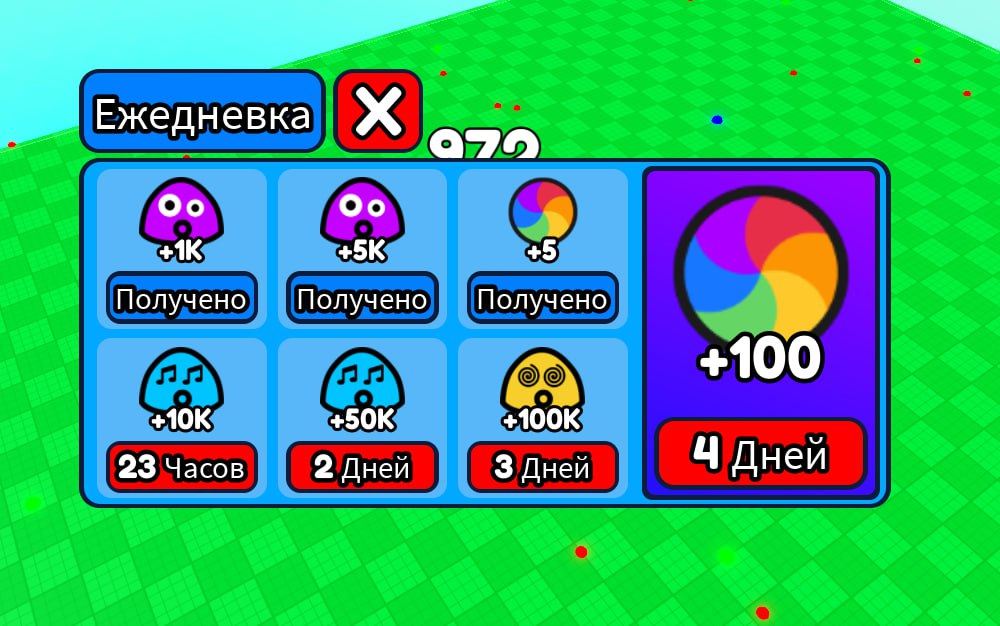 Ежедневка
X
972
+1K
+5K
+5
Получено
Получено
Получено
+100
+10K
+50K
+100K
23 Часов
2 Дней
3 Дней
4 Дней